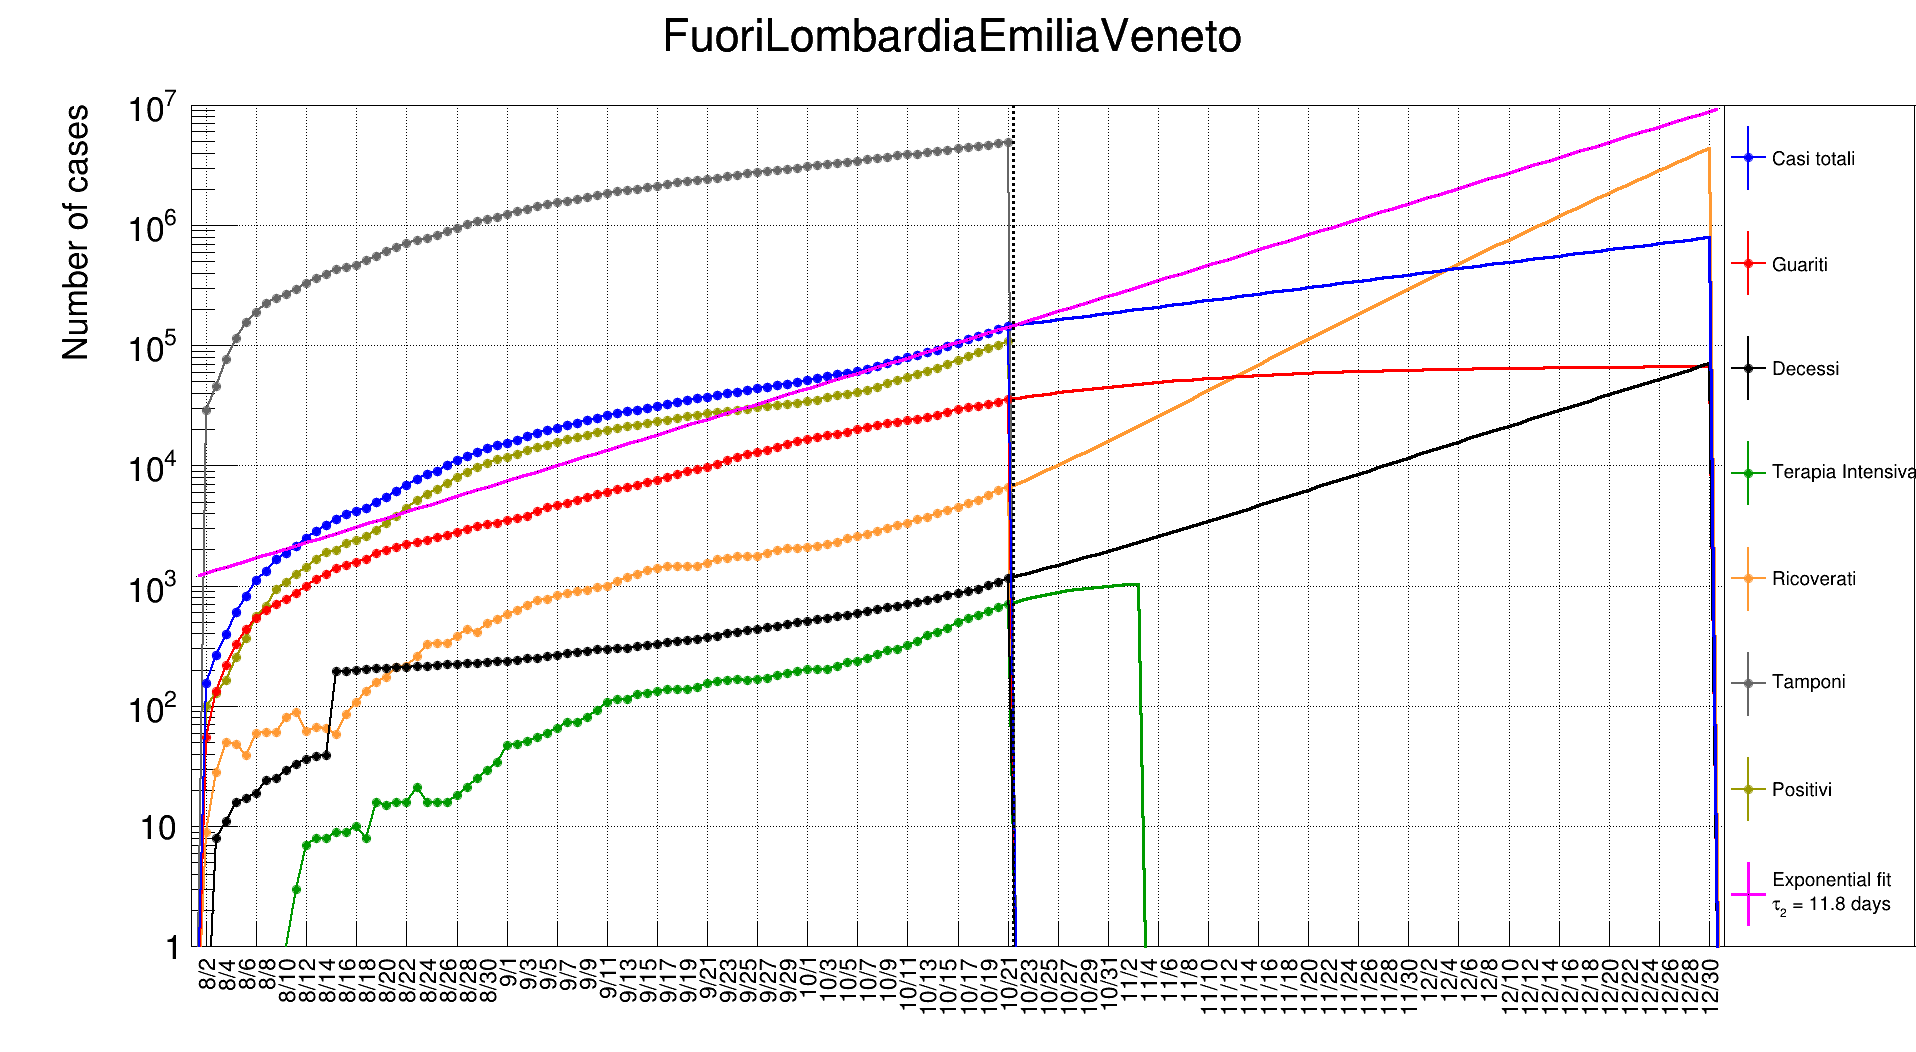 FuoriLombardiaEmiliaVeneto
Number of cases
10^7
10^6
10^5
10^4
10^3
10^2
10
1
8/2 8/4 8/6 8/8 8/10 8/12 8/14 8/16 8/18 8/20 8/22 8/24 8/26 8/28 8/30 9/1 9/3 9/5 9/7 9/9 9/11 9/13 9/15 9/17 9/19 9/21 9/23 9/25 9/27 9/29 10/1 10/3 10/5 10/7 10/9 10/11 10/13 10/15 10/17 10/19 10/21 10/23 10/25 10/27 10/29 10/31 11/2 11/4 11/6 11/8 11/10 11/12 11/14 11/16 11/18 11/20 11/22 11/24 11/26 11/28 11/30 12/2 12/4 12/6 12/8 12/10 12/12 12/14 12/16 12/18 12/20 12/22 12/24 12/26 12/28 12/30
Casi totali
Guariti
Decessi
Terapia Intensiva
Ricoverati
Tamponi
Positivi
Exponential fit
τ₂ = 11.8 days